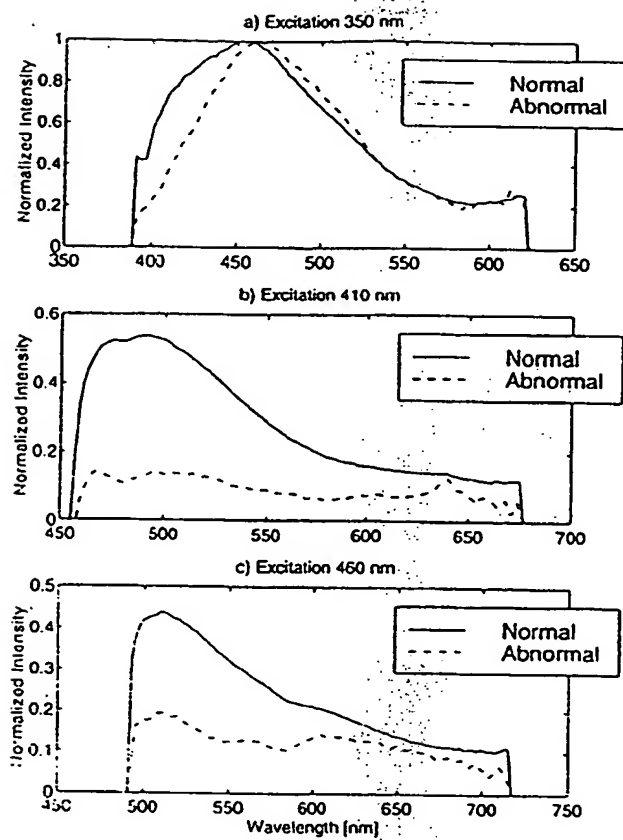 a) Excitation 350 nm
Normalized Intensity
1
0.8
0.6
0.4
0.2
0
350 400 450 500 550 600 650
Normal
Abnormal
b) Excitation 410 nm
Normalized Intensity
0.6
0.4
0.2
0
450 500 550 600 650 700
Normal
Abnormal
c) Excitation 460 nm
Normalized Intensity
0.5
0.4
0.3
0.2
0.1
0
450 500 550 600 650 700 750
Normal
Abnormal
Wavelength [nm]